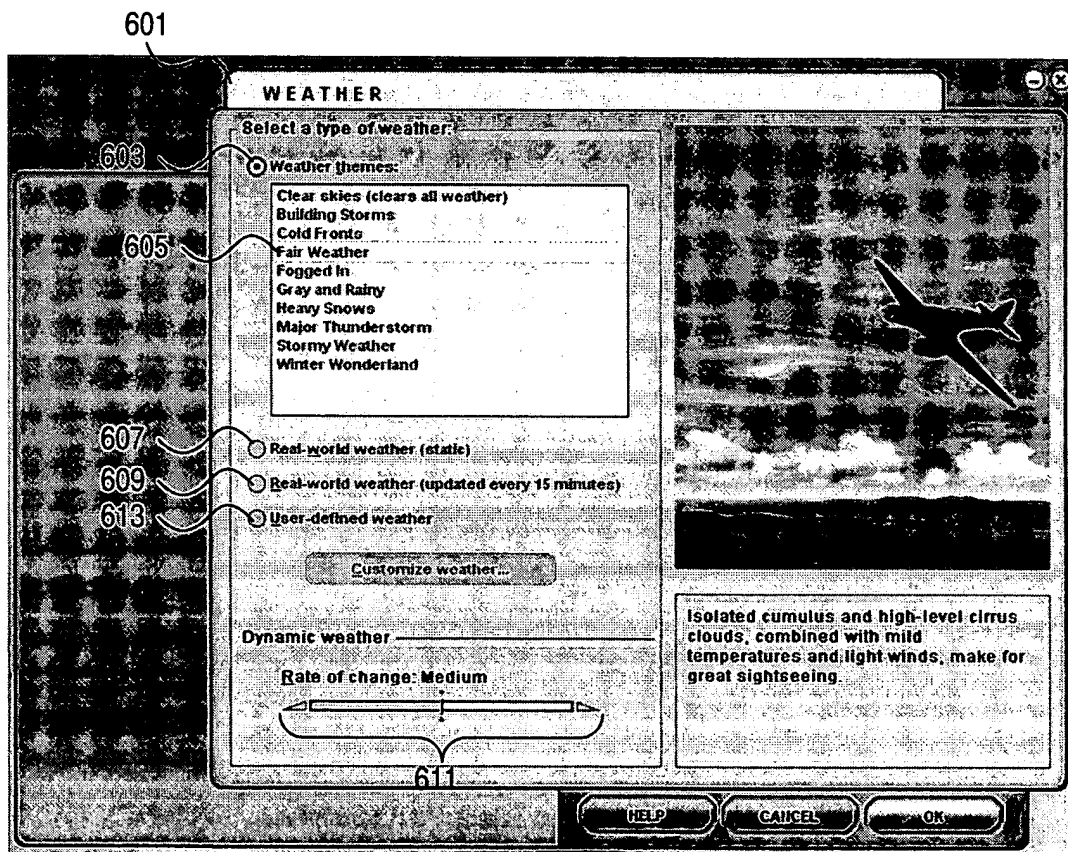 601
WEATHER
Select a type of weather:
603
Weather themes:
Clear skies (clears all weather)
Building Storms
Cold Fronts
605
Fair Weather
Fogged In
Gray and Rainy
Heavy Snows
Major Thunderstorm
Stormy Weather
Winter Wonderland
607
Real-world weather (static)
609
Real-world weather (updated every 15 minutes)
613
User-defined weather
Customize weather...
Dynamic weather
Rate of change: Medium
611
Isolated cumulus and high-level cirrus
clouds, combined with mild
temperatures and light winds, make for
great sightseeing.
HELP
CANCEL
OK